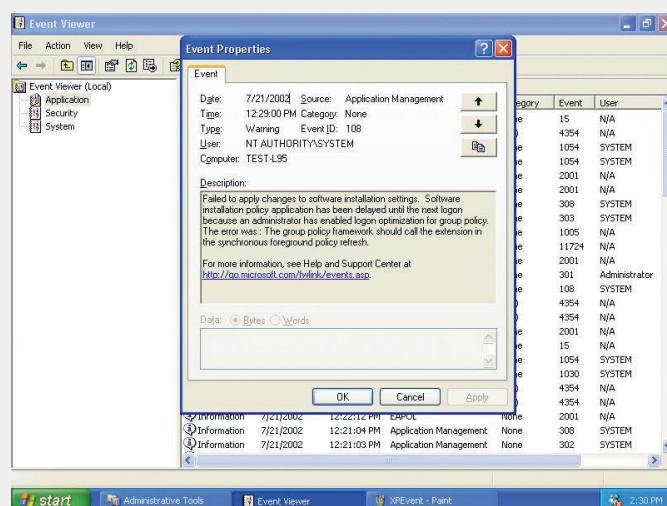 Event Viewer
File Action View Help
Event Viewer (Local)
Application
Security
System
Event Properties
Event
Date: 7/21/2002 Source: Application Management
Time: 12:29:00 PM Category: None
Type: Warning Event ID: 108
User: NT AUTHORITY\SYSTEM
Computer: TEST-L95
Description:
Failed to apply changes to software installation settings. Software
installation policy application has been delayed until the next logon
because an administrator has enabled logon optimization for group policy.
The error was : The group policy framework should call the extension in
the synchronous foreground policy refresh.
For more information, see Help and Support Center at
http://go.microsoft.com/fwlink/events.asp.
Data: Bytes Words
OK Cancel Apply
egory Event User
15 N/A
4354 N/A
1054 SYSTEM
1054 SYSTEM
2001 N/A
2001 N/A
308 SYSTEM
303 SYSTEM
1005 N/A
11724 N/A
2001 N/A
301 Administrator
108 SYSTEM
4354 N/A
4354 N/A
2001 N/A
15 N/A
1054 SYSTEM
1030 SYSTEM
4354 N/A
4354 N/A
Information 7/21/2002 12:22:12 PM EAPOL None 2001 N/A
Information 7/21/2002 12:21:04 PM Application Management None 308 SYSTEM
Information 7/21/2002 12:21:03 PM Application Management None 302 SYSTEM
start Administrative Tools Event Viewer XPEvent - Paint 2:30 PM